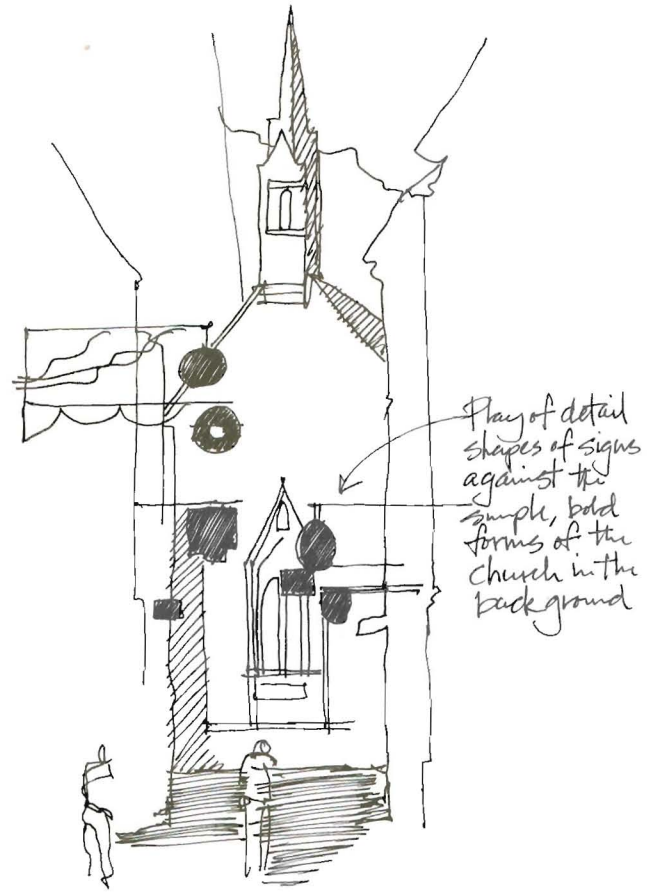 Play of detail
shapes of signs
against the
simple, bold
forms of the
church in the
background